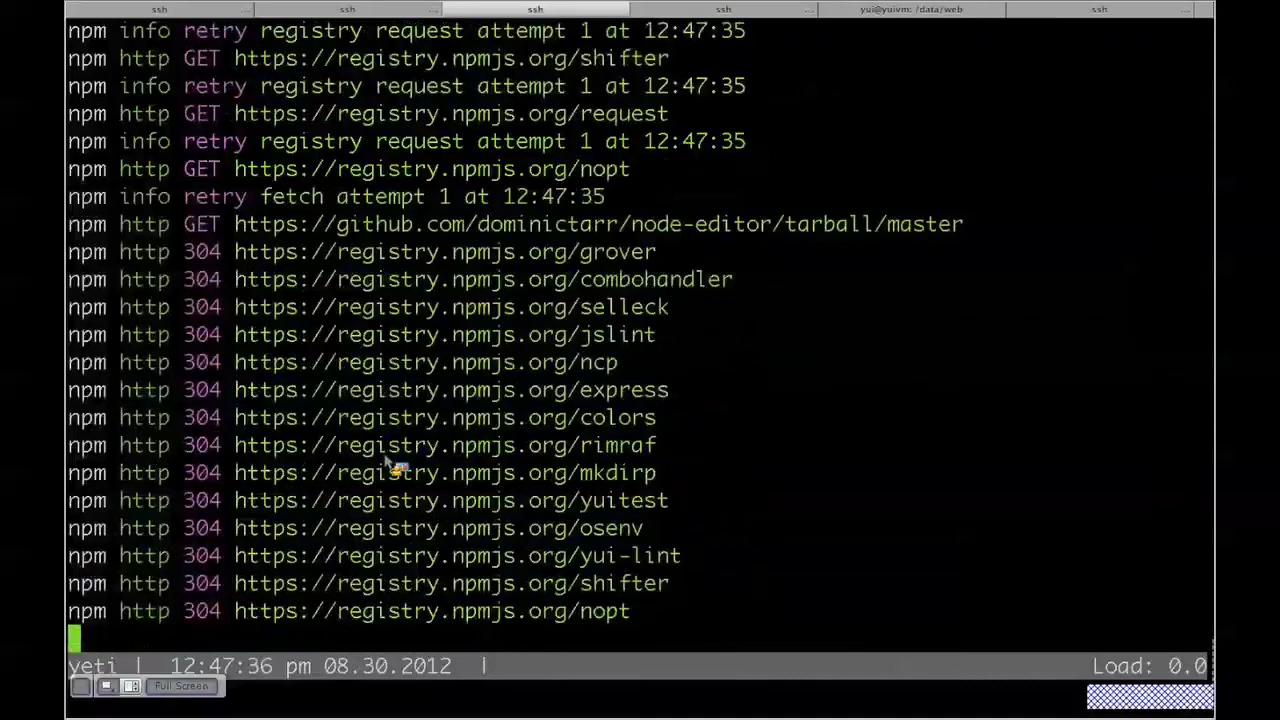 ssh ... ssh ... ssh ... ssh ... yui@yuivm: /data/web ssh ...
npm info retry registry request attempt 1 at 12:47:35
npm http GET https://registry.npmjs.org/shifter
npm info retry registry request attempt 1 at 12:47:35
npm http GET https://registry.npmjs.org/request
npm info retry registry request attempt 1 at 12:47:35
npm http GET https://registry.npmjs.org/nopt
npm info retry fetch attempt 1 at 12:47:35
npm http GET https://github.com/dominictarr/node-editor/tarball/master
npm http 304 https://registry.npmjs.org/grover
npm http 304 https://registry.npmjs.org/combohandler
npm http 304 https://registry.npmjs.org/selleck
npm http 304 https://registry.npmjs.org/jslint
npm http 304 https://registry.npmjs.org/ncp
npm http 304 https://registry.npmjs.org/express
npm http 304 https://registry.npmjs.org/colors
npm http 304 https://registry.npmjs.org/rimraf
npm http 304 https://registry.npmjs.org/mkdirp
npm http 304 https://registry.npmjs.org/yuitest
npm http 304 https://registry.npmjs.org/osenv
npm http 304 https://registry.npmjs.org/yui-lint
npm http 304 https://registry.npmjs.org/shifter
npm http 304 https://registry.npmjs.org/nopt
yeti | 12:47:36 pm 08.30.2012 | Load: 0.0
Full Screen